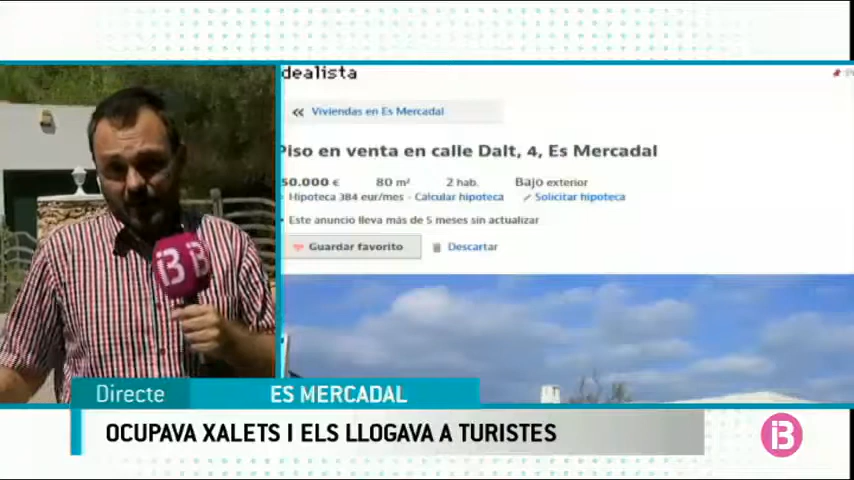 dealista
Viviendas en Es Mercadal
Piso en venta en calle Dalt, 4, Es Mercadal
50.000 € 80 m² 2 hab. Bajo exterior
Hipoteca 384 eur/mes - Calcular hipoteca Solicitar hipoteca
Este anuncio lleva más de 5 meses sin actualizar
Guardar favorito Descartar
IB3
Directe ES MERCADAL
OCUPAVA XALETS I ELS LLOGAVA A TURISTES
IB3